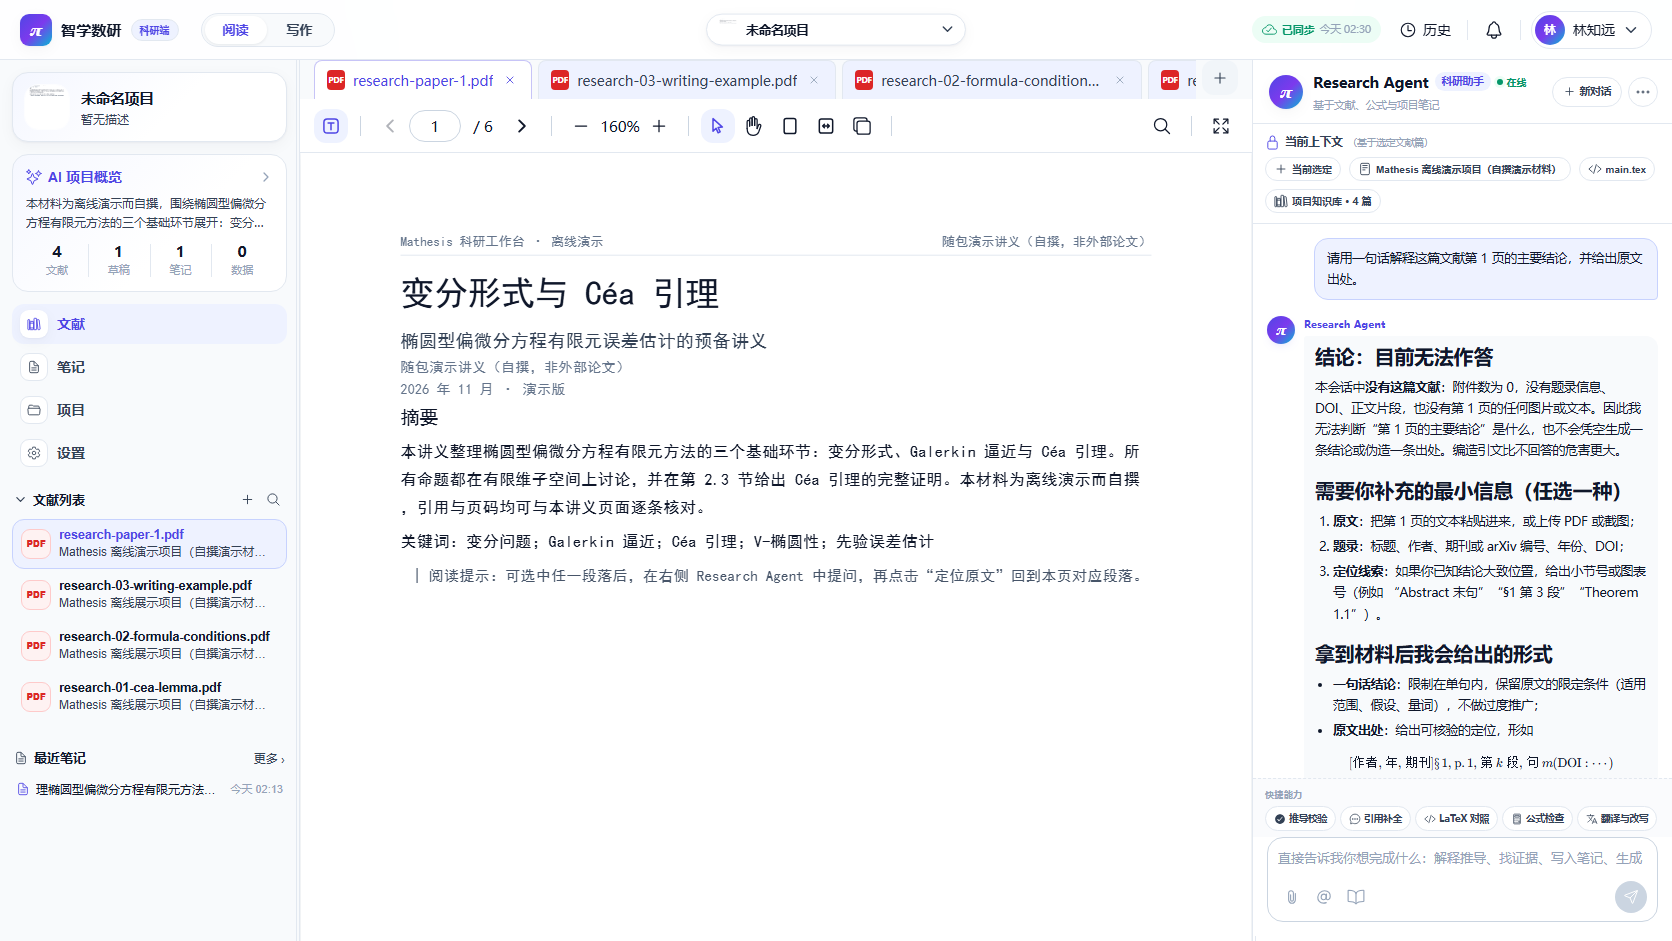 智学数研 科研端 阅读 写作 未命名项目 已同步 今天 02:30 历史 林 林知远
未命名项目
暂无描述
AI 项目概览
本材料为离线演示而自撰，围绕椭圆型偏微分
方程有限元方法的三个基础环节展开：变分...
4 1 1 0
文献 草稿 笔记 数据
文献
笔记
项目
设置
文献列表
research-paper-1.pdf
Mathesis 离线演示项目（自撰演示材...
research-03-writing-example.pdf
Mathesis 离线展示项目（自撰演示材...
research-02-formula-conditions.pdf
Mathesis 离线展示项目（自撰演示材...
research-01-cea-lemma.pdf
Mathesis 离线展示项目（自撰演示材...
最近笔记 更多 ›
理椭圆型偏微分方程有限元方法... 今天 02:13
PDF research-paper-1.pdf × PDF research-03-writing-example.pdf × PDF research-02-formula-condition... × PDF re +
1 / 6 160%
Mathesis 科研工作台 · 离线演示 随包演示讲义（自撰，非外部论文）
变分形式与 Céa 引理
椭圆型偏微分方程有限元误差估计的预备讲义
随包演示讲义（自撰，非外部论文）
2026 年 11 月 · 演示版
摘要
本讲义整理椭圆型偏微分方程有限元方法的三个基础环节：变分形式、Galerkin 逼近与 Céa 引理。所
有命题都在有限维子空间上讨论，并在第 2.3 节给出 Céa 引理的完整证明。本材料为离线演示而自撰
，引用与页码均可与本讲义页面逐条核对。
关键词：变分问题；Galerkin 逼近；Céa 引理；V-椭圆性；先验误差估计
| 阅读提示：可选中任一段落后，在右侧 Research Agent 中提问，再点击“定位原文”回到本页对应段落。
Research Agent 科研助手 在线
基于文献、公式与项目笔记
+ 新对话
当前上下文 （基于选定文献篇）
+ 当前选定 Mathesis 离线演示项目（自撰演示材料） </> main.tex
项目知识库 • 4 篇
请用一句话解释这篇文献第 1 页的主要结论，并给出原文
出处。
Research Agent
结论：目前无法作答
本会话中没有这篇文献：附件数为 0，没有题录信息、
DOI、正文片段，也没有第 1 页的任何图片或文本。因此我
无法判断“第 1 页的主要结论”是什么，也不会凭空生成一
条结论或伪造一条出处。编造引文比不回答的危害更大。
需要你补充的最小信息（任选一种）
1. 原文：把第 1 页的文本粘贴进来，或上传 PDF 或截图；
2. 题录：标题、作者、期刊或 arXiv 编号、年份、DOI；
3. 定位线索：如果你已知结论大致位置，给出小节号或图表
号（例如 “Abstract 末句” “§1 第 3 段” “Theorem
1.1” ）。
拿到材料后我会给出的形式
• 一句话结论：限制在单句内，保留原文的限定条件（适用
范围、假设、量词），不做过度推广；
• 原文出处：给出可核验的定位，形如
[作者, 年, 期刊]§1, p.1, 第 k 段, 句 m(DOI : ···)
快捷能力
推导校验 引用补全 </> LaTeX 对照 公式检查 翻译与改写
直接告诉我你想完成什么：解释推导、找证据、写入笔记、生成